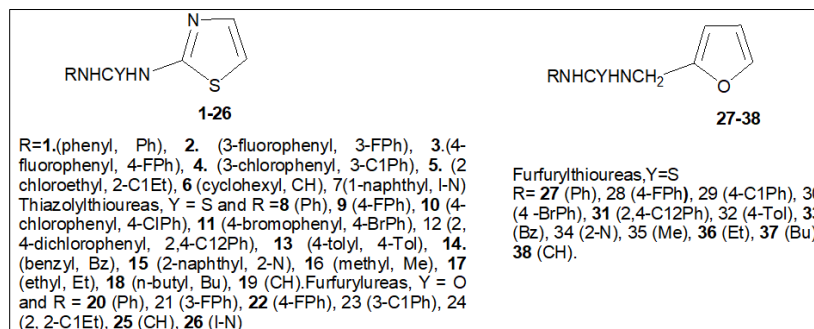 N
RNHCYHN
S
1-26
RNHCYHNCH2
O
27-38
R=1.(phenyl, Ph), 2. (3-fluorophenyl, 3-FPh), 3.(4-
fluorophenyl, 4-FPh), 4. (3-chlorophenyl, 3-C1Ph), 5. (2
chloroethyl, 2-C1Et), 6 (cyclohexyl, CH), 7(1-naphthyl, I-N)
Thiazolylthioureas, Y = S and R =8 (Ph), 9 (4-FPh), 10 (4-
chlorophenyl, 4-ClPh), 11 (4-bromophenyl, 4-BrPh), 12 (2,
4-dichlorophenyl, 2,4-C12Ph), 13 (4-tolyl, 4-Tol), 14.
(benzyl, Bz), 15 (2-naphthyl, 2-N), 16 (methyl, Me), 17
(ethyl, Et), 18 (n-butyl, Bu), 19 (CH).Furfurylureas, Y = O
and R = 20 (Ph), 21 (3-FPh), 22 (4-FPh), 23 (3-C1Ph), 24
(2, 2-C1Et), 25 (CH), 26 (I-N)
Furfurylthioureas,Y=S
R= 27 (Ph), 28 (4-FPh), 29 (4-C1Ph), 30
(4 -BrPh), 31 (2,4-C12Ph), 32 (4-Tol), 33
(Bz), 34 (2-N), 35 (Me), 36 (Et), 37 (Bu)
38 (CH).